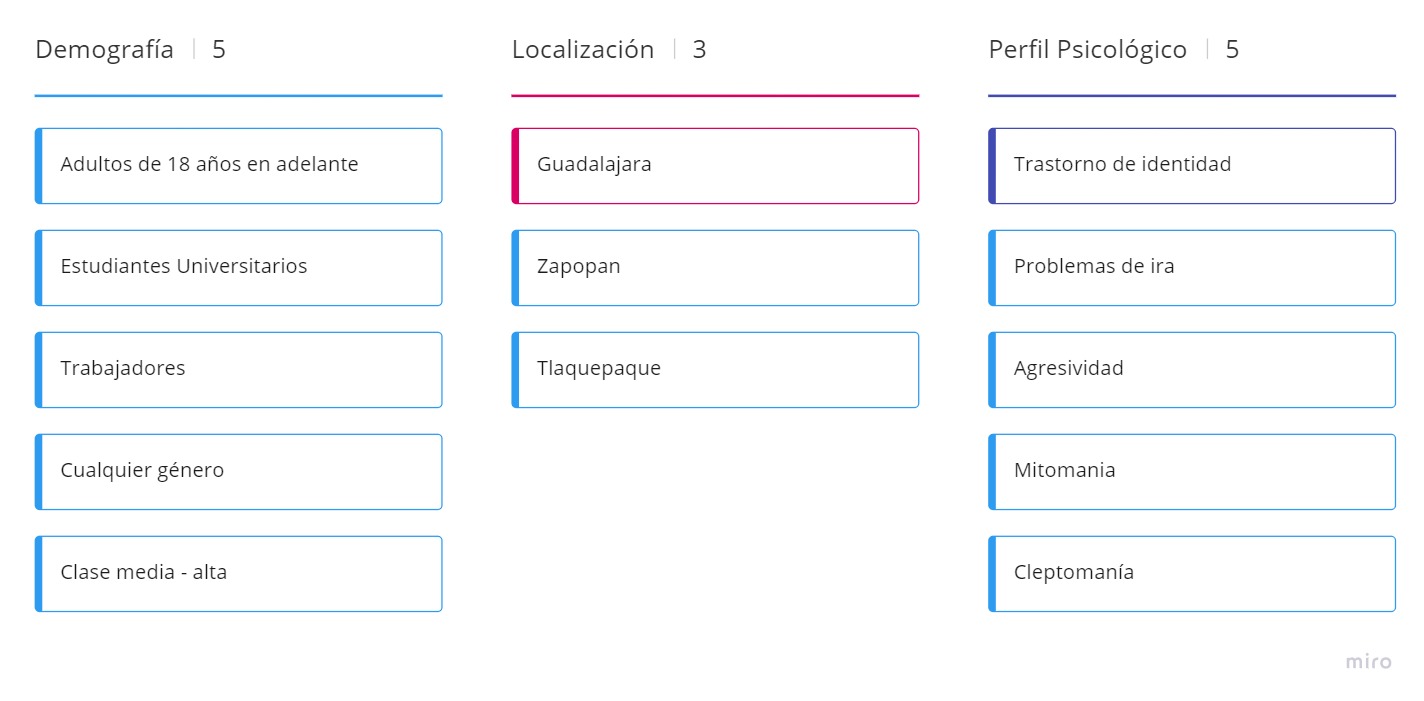 Demografía | 5
Adultos de 18 años en adelante
Estudiantes Universitarios
Trabajadores
Cualquier género
Clase media - alta
Localización | 3
Guadalajara
Zapopan
Tlaquepaque
Perfil Psicológico | 5
Trastorno de identidad
Problemas de ira
Agresividad
Mitomania
Cleptomanía
miro